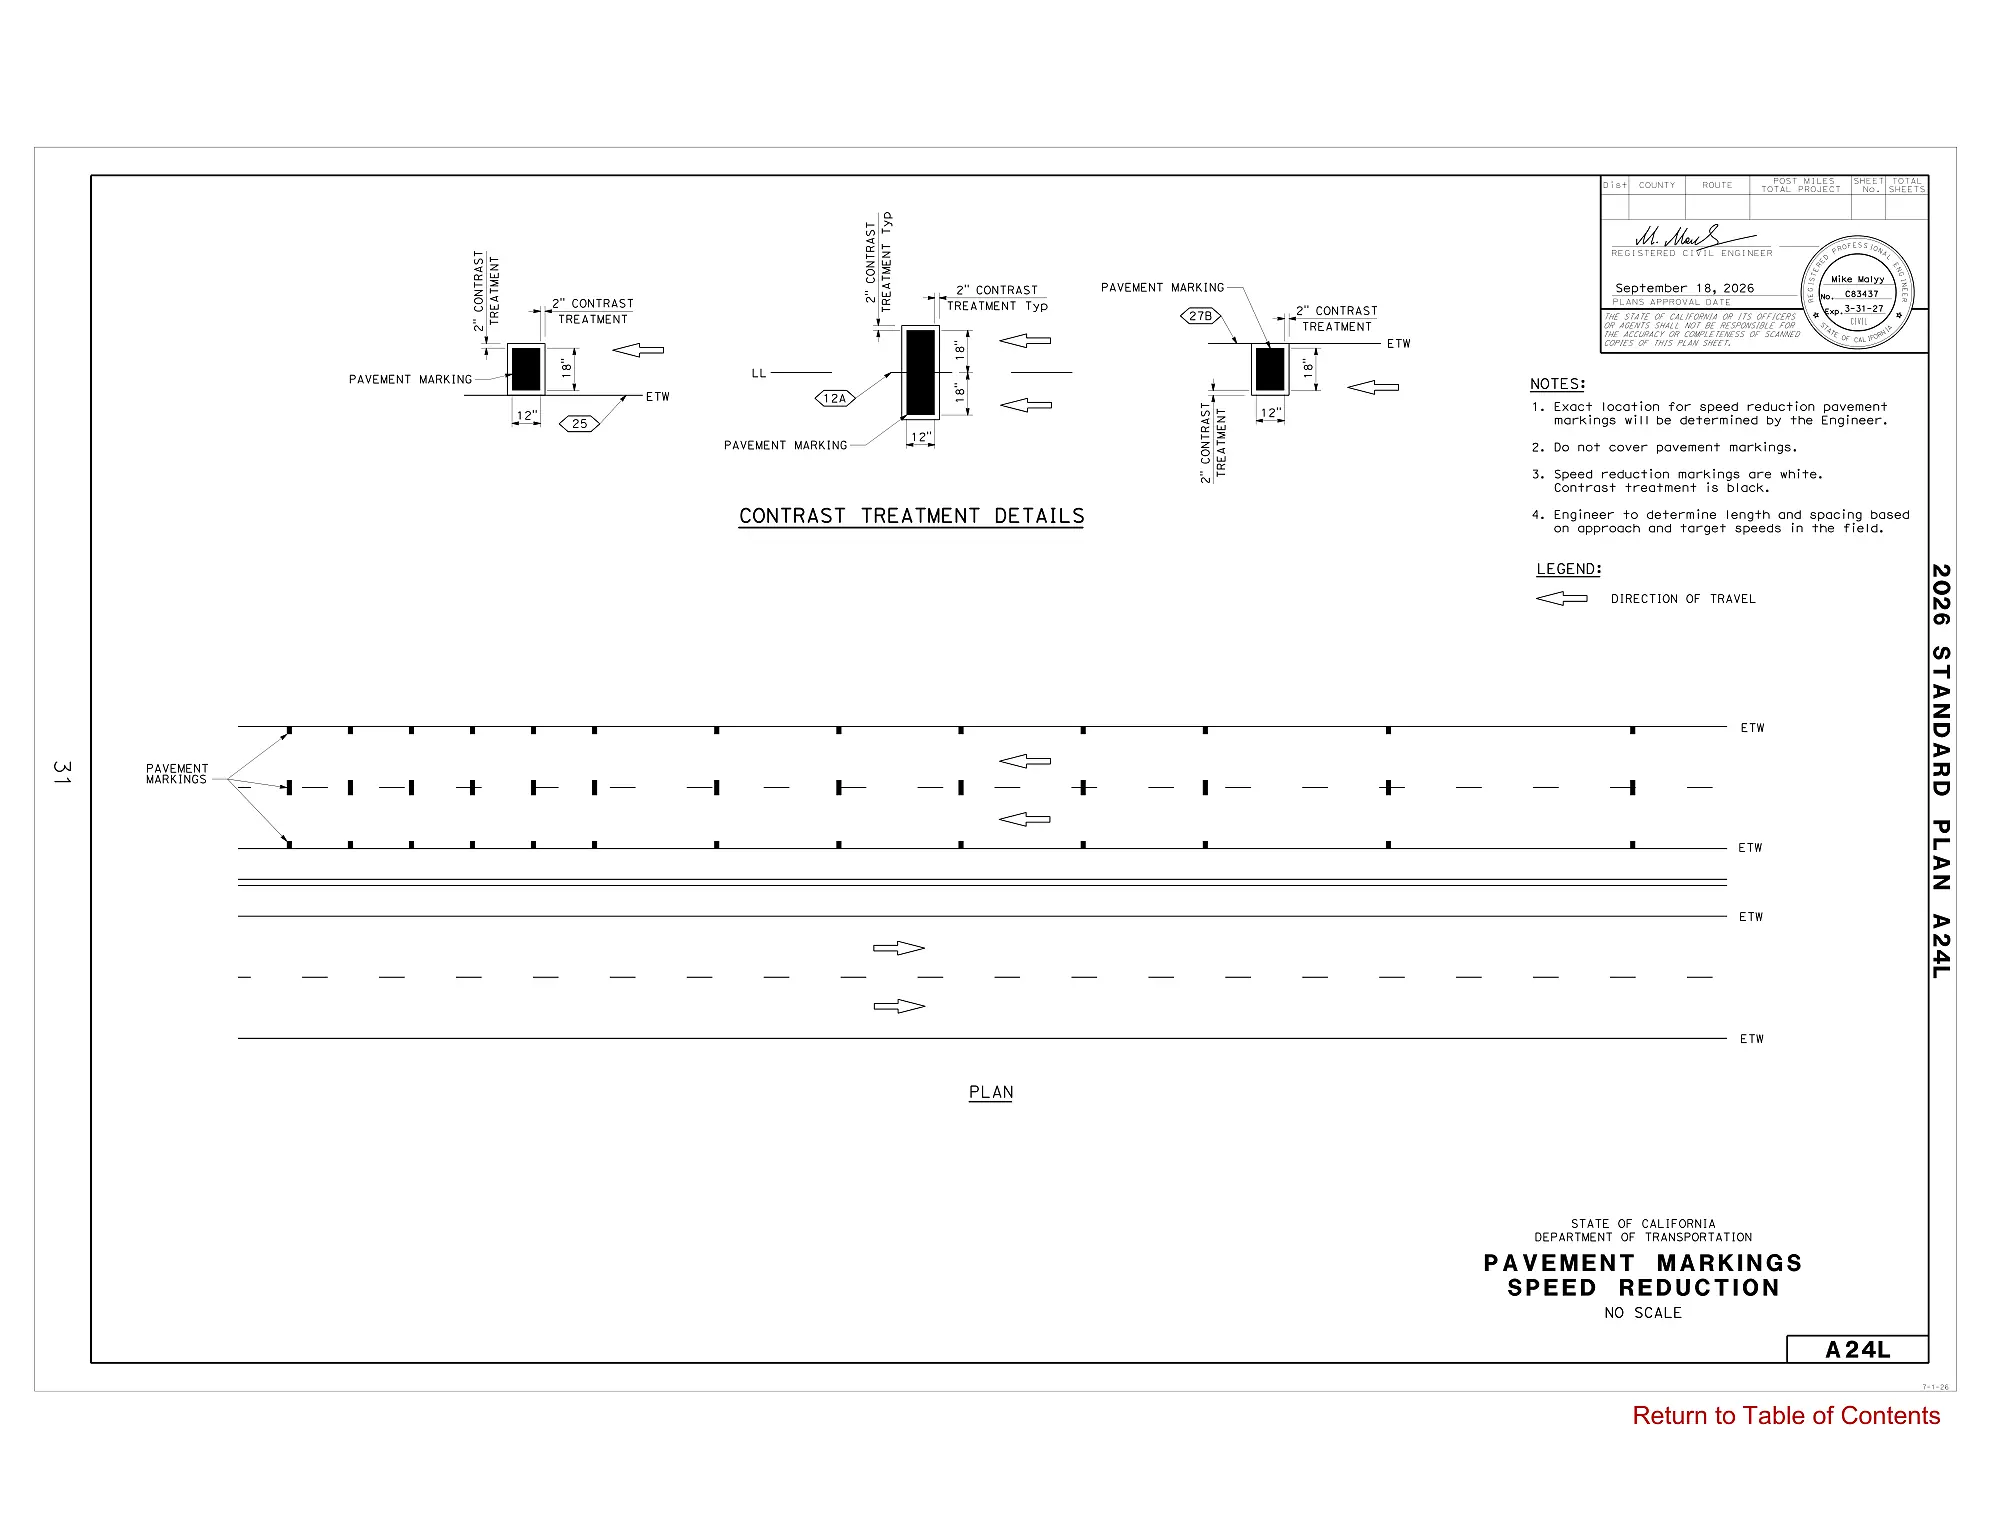 Dist COUNTY ROUTE POST MILES TOTAL PROJECT SHEET No. TOTAL SHEETS
REGISTERED CIVIL ENGINEER
September 18, 2026
PLANS APPROVAL DATE
THE STATE OF CALIFORNIA OR ITS OFFICERS
OR AGENTS SHALL NOT BE RESPONSIBLE FOR
THE ACCURACY OR COMPLETENESS OF SCANNED
COPIES OF THIS PLAN SHEET.
REGISTERED PROFESSIONAL ENGINEER
Mike Malyy
No. C83437
Exp. 3-31-27
CIVIL
STATE OF CALIFORNIA
2" CONTRAST
TREATMENT
2" CONTRAST
TREATMENT
18"
PAVEMENT MARKING
ETW
12"
25
2" CONTRAST
TREATMENT Typ
2" CONTRAST
TREATMENT Typ
18"
LL
18"
12A
12"
PAVEMENT MARKING
PAVEMENT MARKING
27B
2" CONTRAST
TREATMENT
ETW
18"
12"
2" CONTRAST
TREATMENT
CONTRAST TREATMENT DETAILS
NOTES:
1. Exact location for speed reduction pavement
markings will be determined by the Engineer.
2. Do not cover pavement markings.
3. Speed reduction markings are white.
Contrast treatment is black.
4. Engineer to determine length and spacing based
on approach and target speeds in the field.
LEGEND:
DIRECTION OF TRAVEL
ETW
PAVEMENT
MARKINGS
ETW
ETW
ETW
PLAN
STATE OF CALIFORNIA
DEPARTMENT OF TRANSPORTATION
PAVEMENT MARKINGS
SPEED REDUCTION
NO SCALE
A24L
2026 STANDARD PLAN A24L
31
7-1-26
Return to Table of Contents